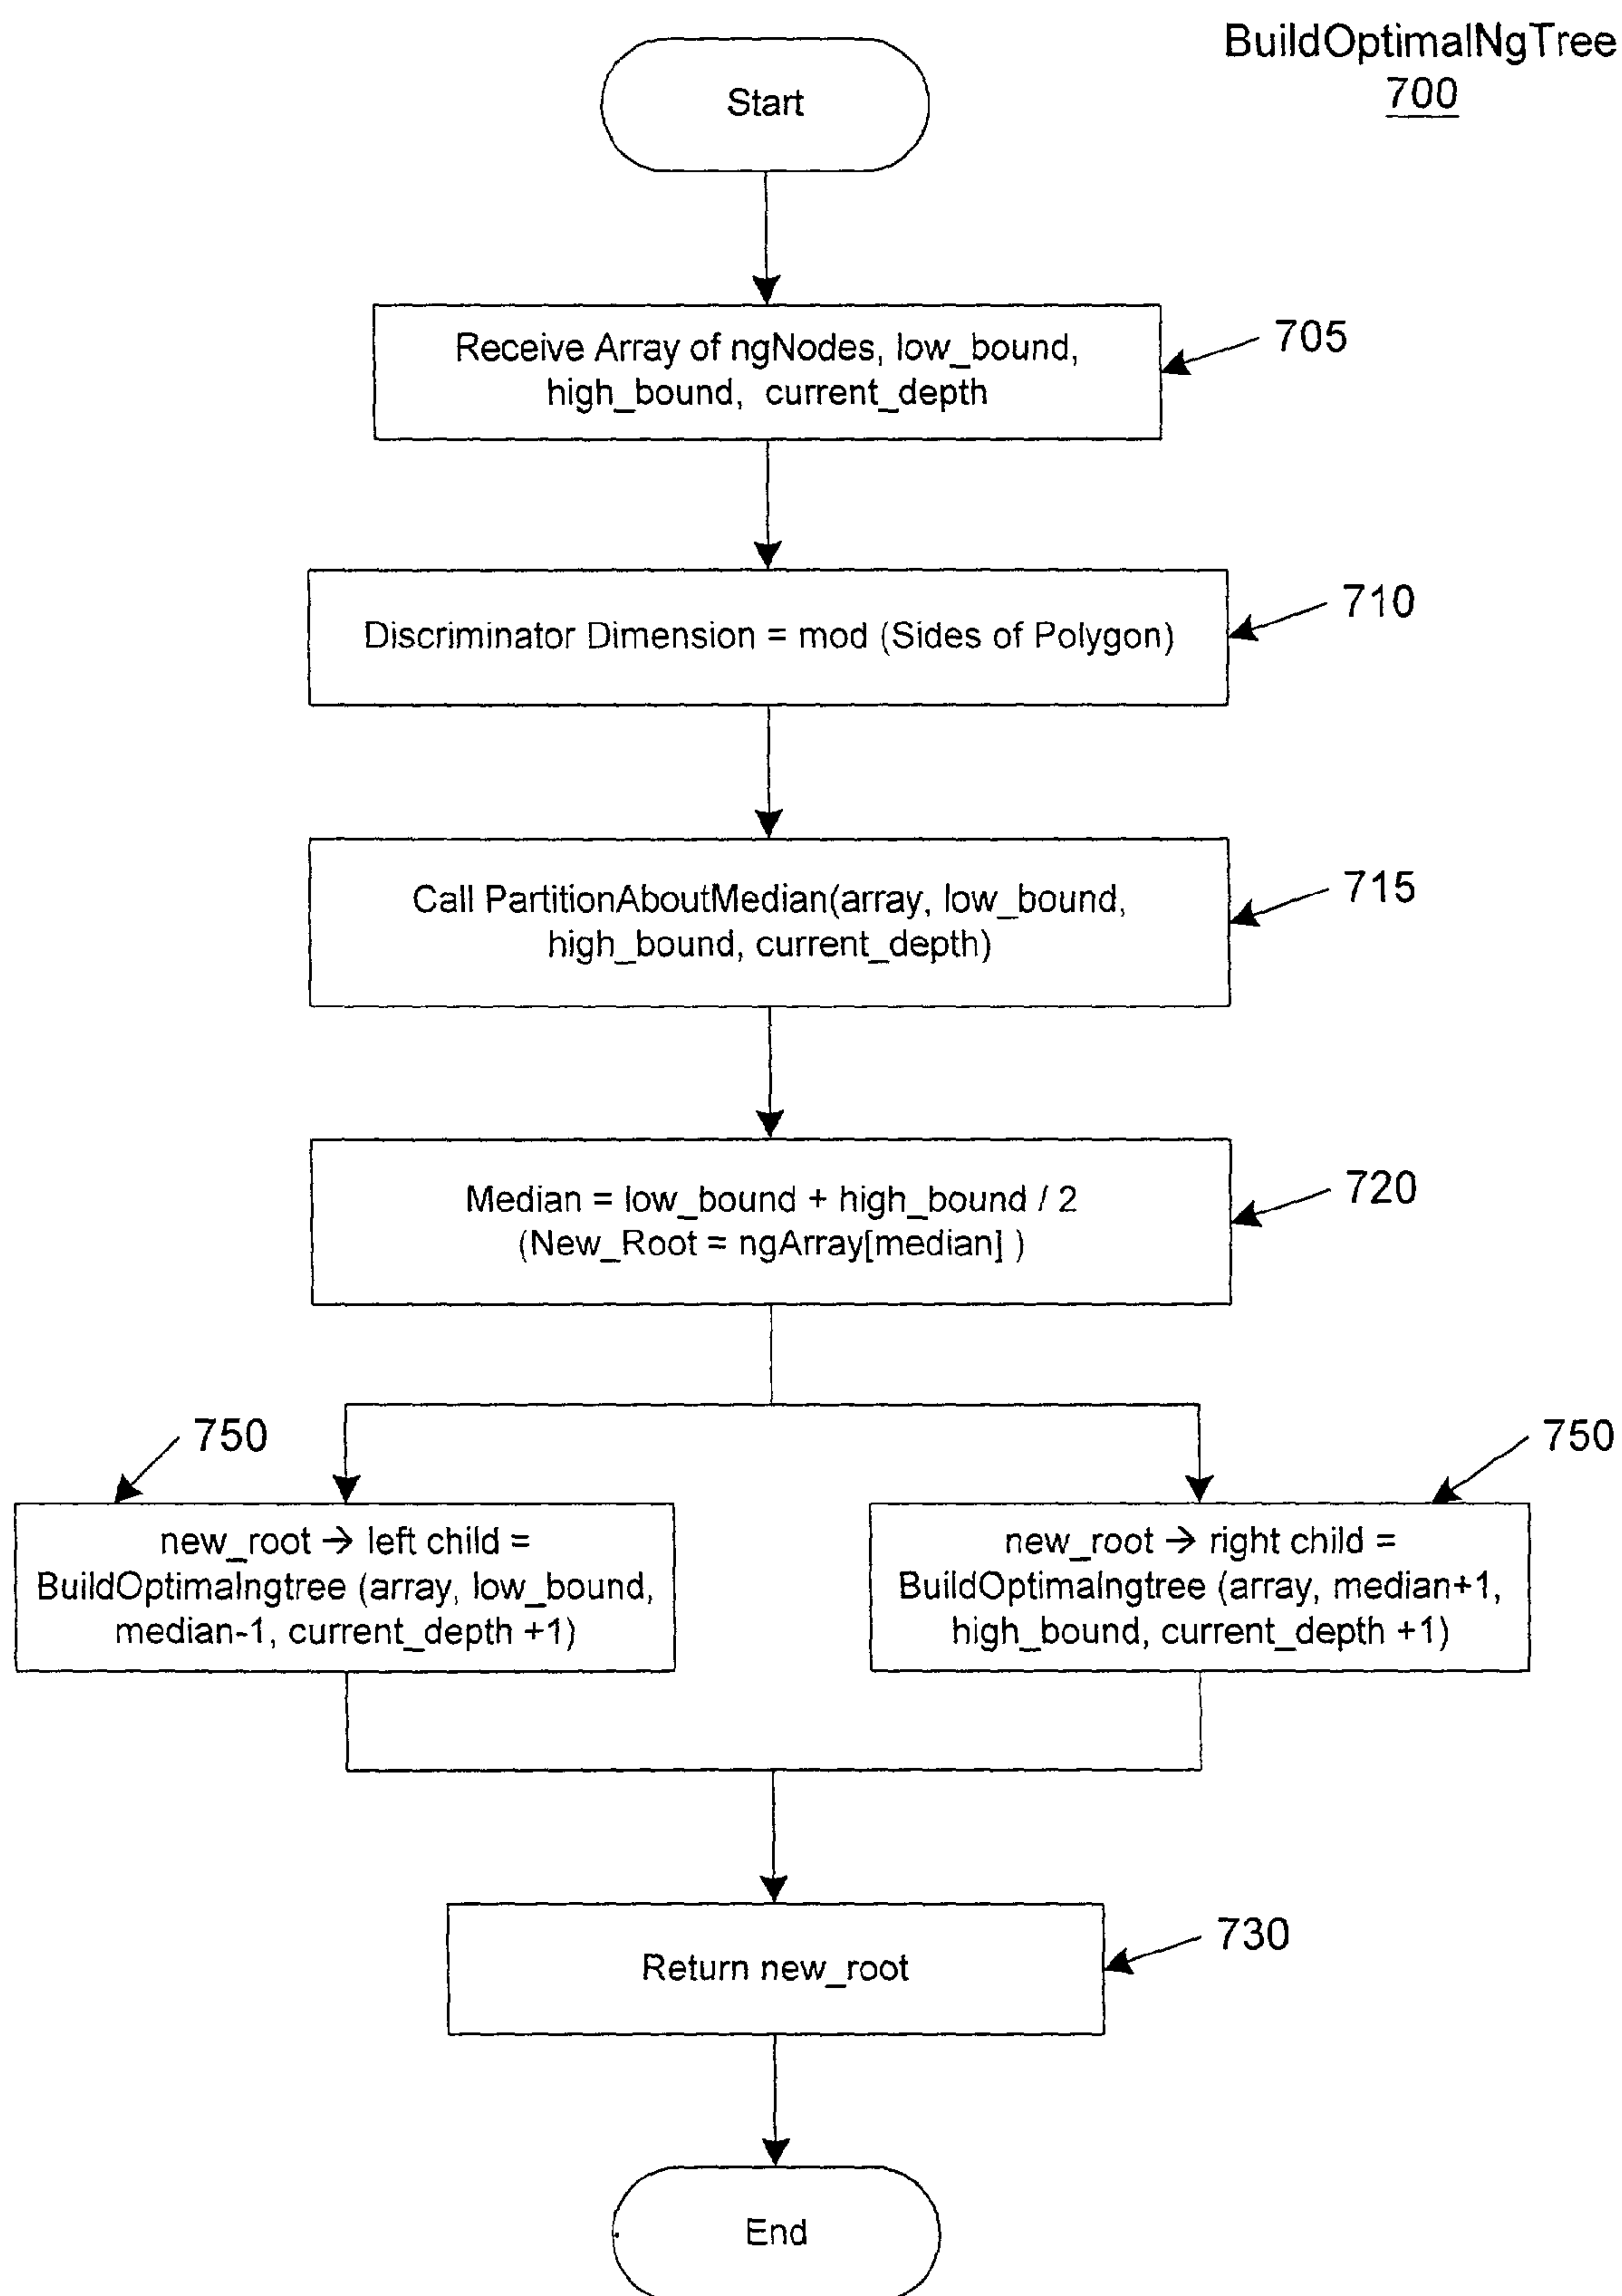 BuildOptimalNgTree
700
Start
Receive Array of ngNodes, low_bound,
high_bound, current_depth
705
Discriminator Dimension = mod (Sides of Polygon)
710
Call PartitionAboutMedian(array, low_bound,
high_bound, current_depth)
715
Median = low_bound + high_bound / 2
(New_Root = ngArray[median] )
720
750
new_root → left child =
BuildOptimalngtree (array, low_bound,
median-1, current_depth +1)
750
new_root → right child =
BuildOptimalngtree (array, median+1,
high_bound, current_depth +1)
Return new_root
730
End